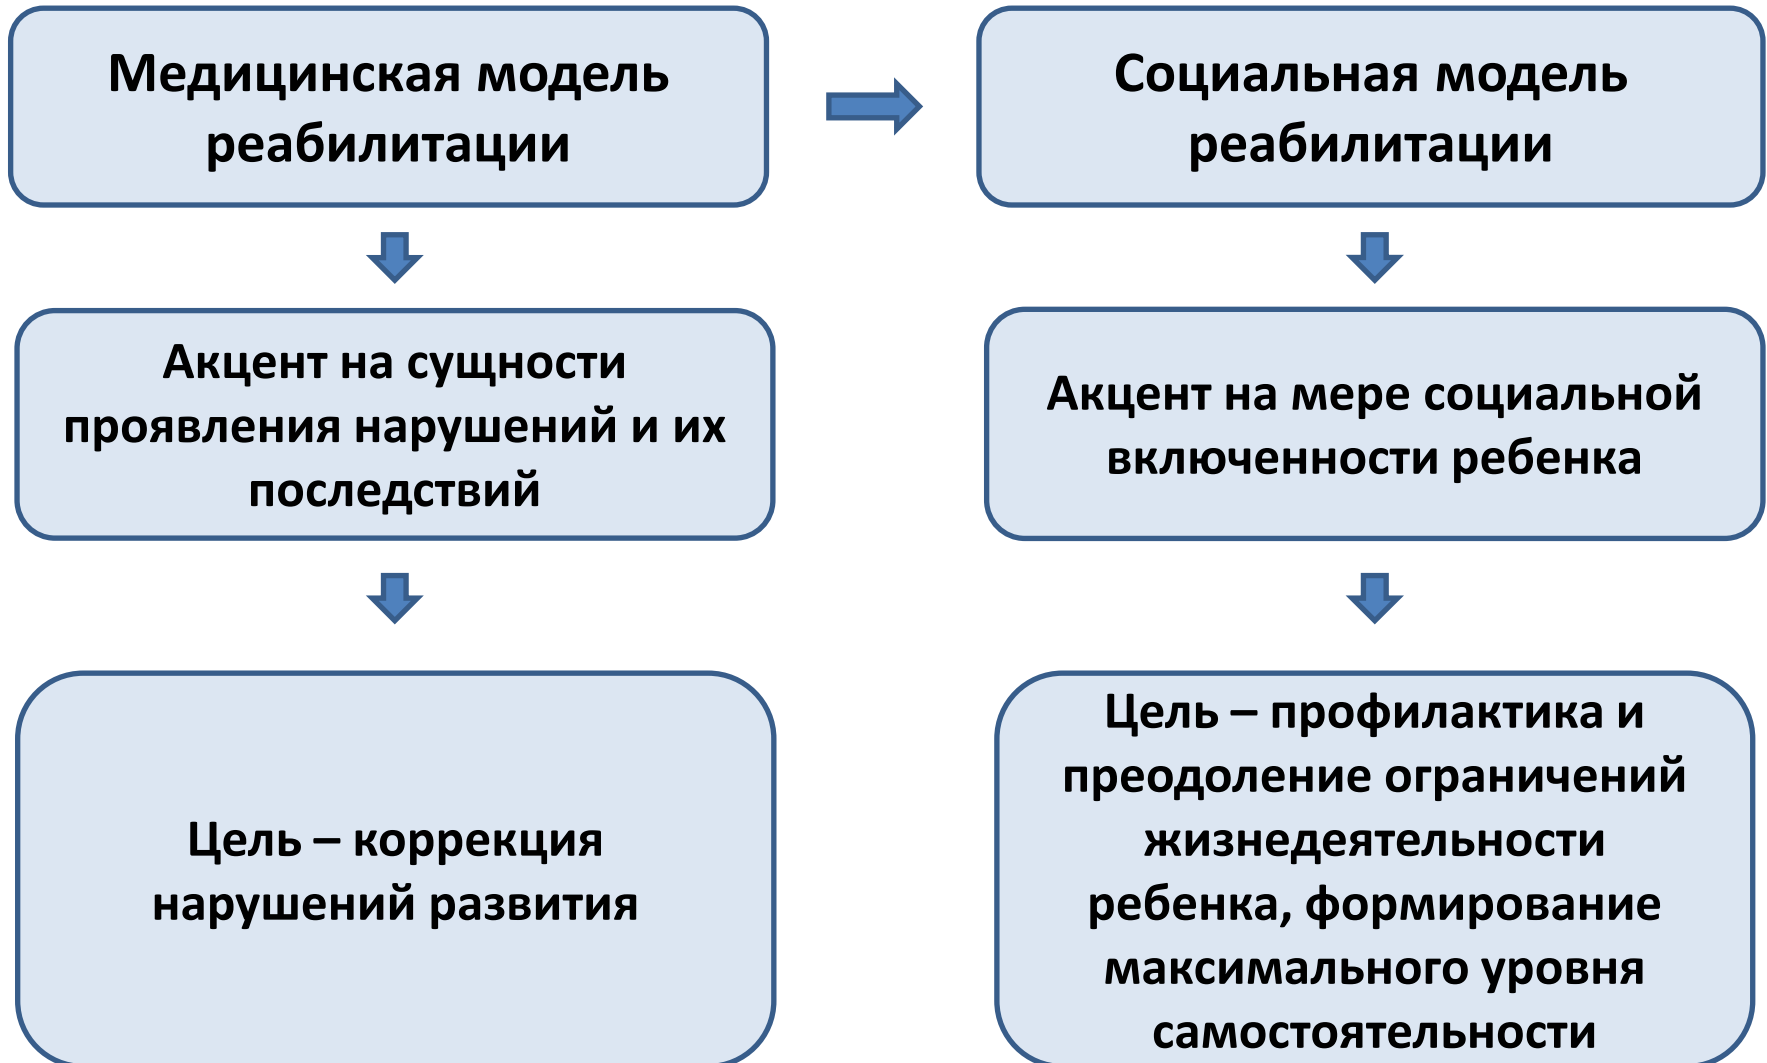 Медицинская модель
реабилитации
Социальная модель
реабилитации
Акцент на сущности
проявления нарушений и их
последствий
Акцент на мере социальной
включенности ребенка
Цель – коррекция
нарушений развития
Цель – профилактика и
преодоление ограничений
жизнедеятельности
ребенка, формирование
максимального уровня
самостоятельности